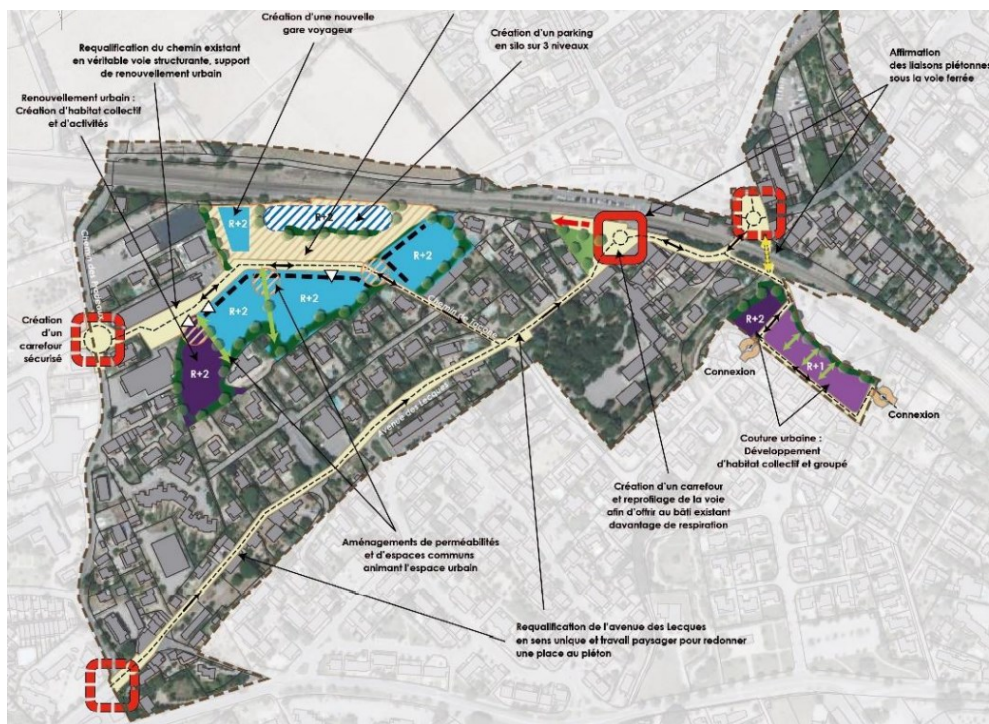 Création d'une nouvelle
gare voyageur
Création d'un parking
en silo sur 3 niveaux
Requalification du chemin existant
en véritable voie structurante, support
de renouvellement urbain
Affirmation
des liaisons piétonnes
sous la voie ferrée
Renouvellement urbain :
Création d'habitat collectif
et d'activités
R+2
R+2
R+2
R+2
R+2
R+2
R+2
R+1
Création
d'un
carrefour
sécurisé
Connexion
Connexion
Avenue des Lecques
Couture urbaine :
Développement
d'habitat collectif et groupé
Création d'un carrefour
et reprofilage de la voie
afin d'offrir au bâti existant
davantage de respiration
Aménagements de perméabilités
et d'espaces communs
animant l'espace urbain
Requalification de l'avenue des Lecques
en sens unique et travail paysager pour redonner
une place au piéton